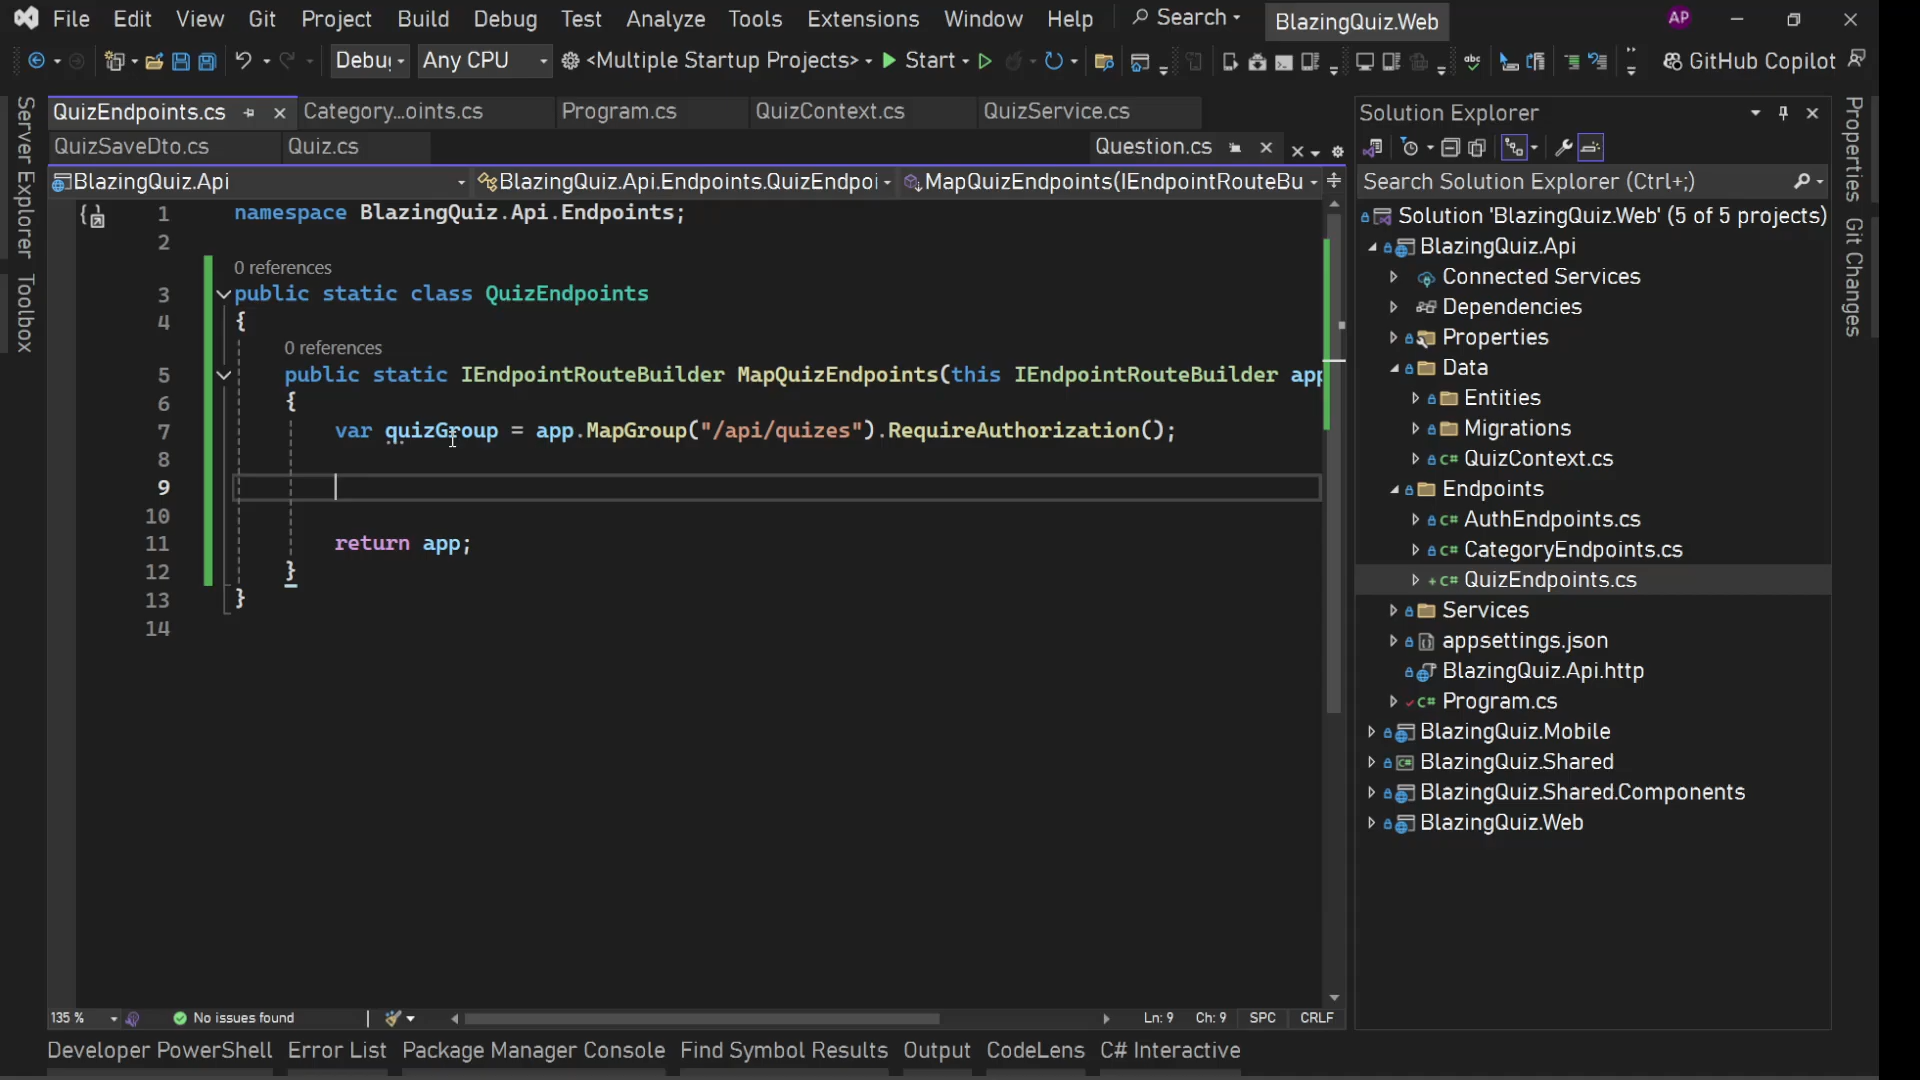 File Edit View Git Project Build Debug Test Analyze Tools Extensions Window Help Search BlazingQuiz.Web AP
Debug Any CPU <Multiple Startup Projects> Start GitHub Copilot
QuizEndpoints.cs Category...oints.cs Program.cs QuizContext.cs QuizService.cs
QuizSaveDto.cs Quiz.cs Question.cs
BlazingQuiz.Api BlazingQuiz.Api.Endpoints.QuizEndpoi MapQuizEndpoints(IEndpointRouteBu
Server Explorer
Toolbox
1 namespace BlazingQuiz.Api.Endpoints;
2
0 references
3 public static class QuizEndpoints
4 {
0 references
5 public static IEndpointRouteBuilder MapQuizEndpoints(this IEndpointRouteBuilder app
6 {
7 var quizGroup = app.MapGroup("/api/quizes").RequireAuthorization();
8
9
10
11 return app;
12 }
13 }
14
135 % No issues found Ln: 9 Ch: 9 SPC CRLF
Developer PowerShell Error List Package Manager Console Find Symbol Results Output CodeLens C# Interactive
Solution Explorer
Search Solution Explorer (Ctrl+;)
Solution 'BlazingQuiz.Web' (5 of 5 projects)
BlazingQuiz.Api
Connected Services
Dependencies
Properties
Data
Entities
Migrations
C# QuizContext.cs
Endpoints
C# AuthEndpoints.cs
C# CategoryEndpoints.cs
C# QuizEndpoints.cs
Services
appsettings.json
BlazingQuiz.Api.http
C# Program.cs
BlazingQuiz.Mobile
BlazingQuiz.Shared
BlazingQuiz.Shared.Components
BlazingQuiz.Web
Properties
Git Changes